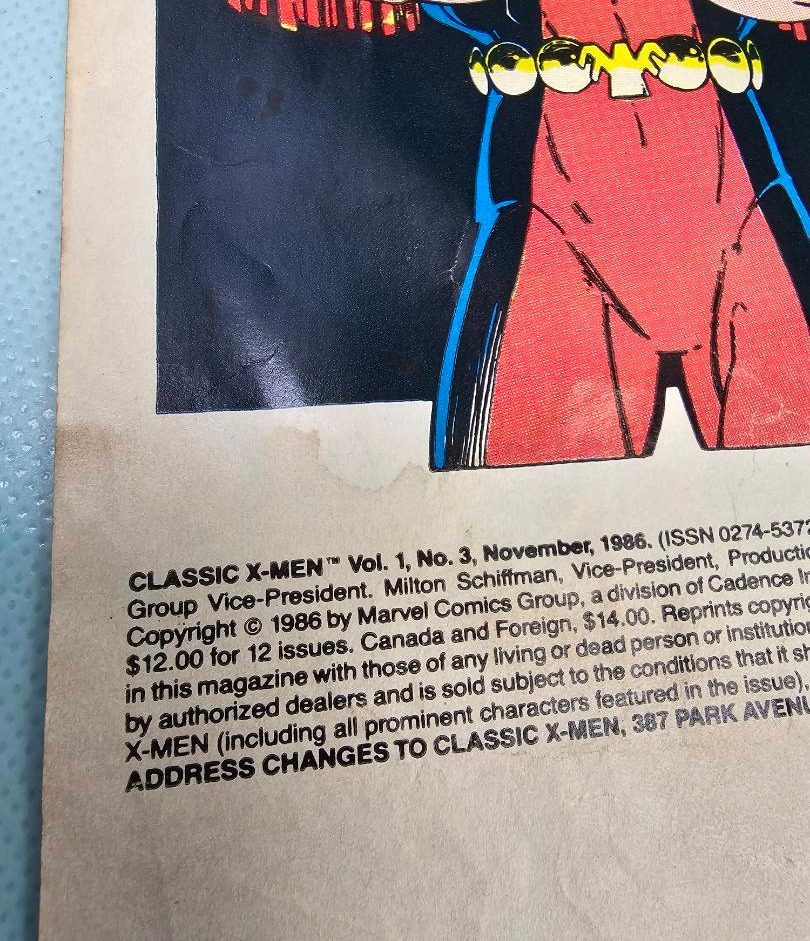 CLASSIC X-MEN™ Vol. 1, No. 3, November, 1986. (ISSN 0274-5372
Group Vice-President. Milton Schiffman, Vice-President, Productio
Copyright © 1986 by Marvel Comics Group, a division of Cadence In
$12.00 for 12 issues. Canada and Foreign, $14.00. Reprints copyrig
in this magazine with those of any living or dead person or institution
by authorized dealers and is sold subject to the conditions that it sh
X-MEN (including all prominent characters featured in the issue),
ADDRESS CHANGES TO CLASSIC X-MEN, 387 PARK AVENU